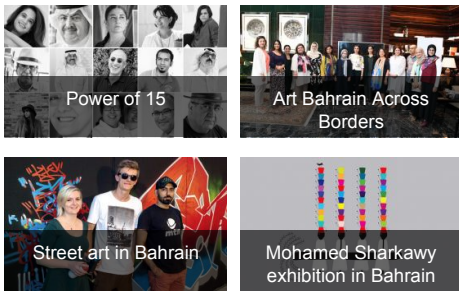 Power of 15
Art Bahrain Across
Borders
Street art in Bahrain
Mohamed Sharkawy
exhibition in Bahrain